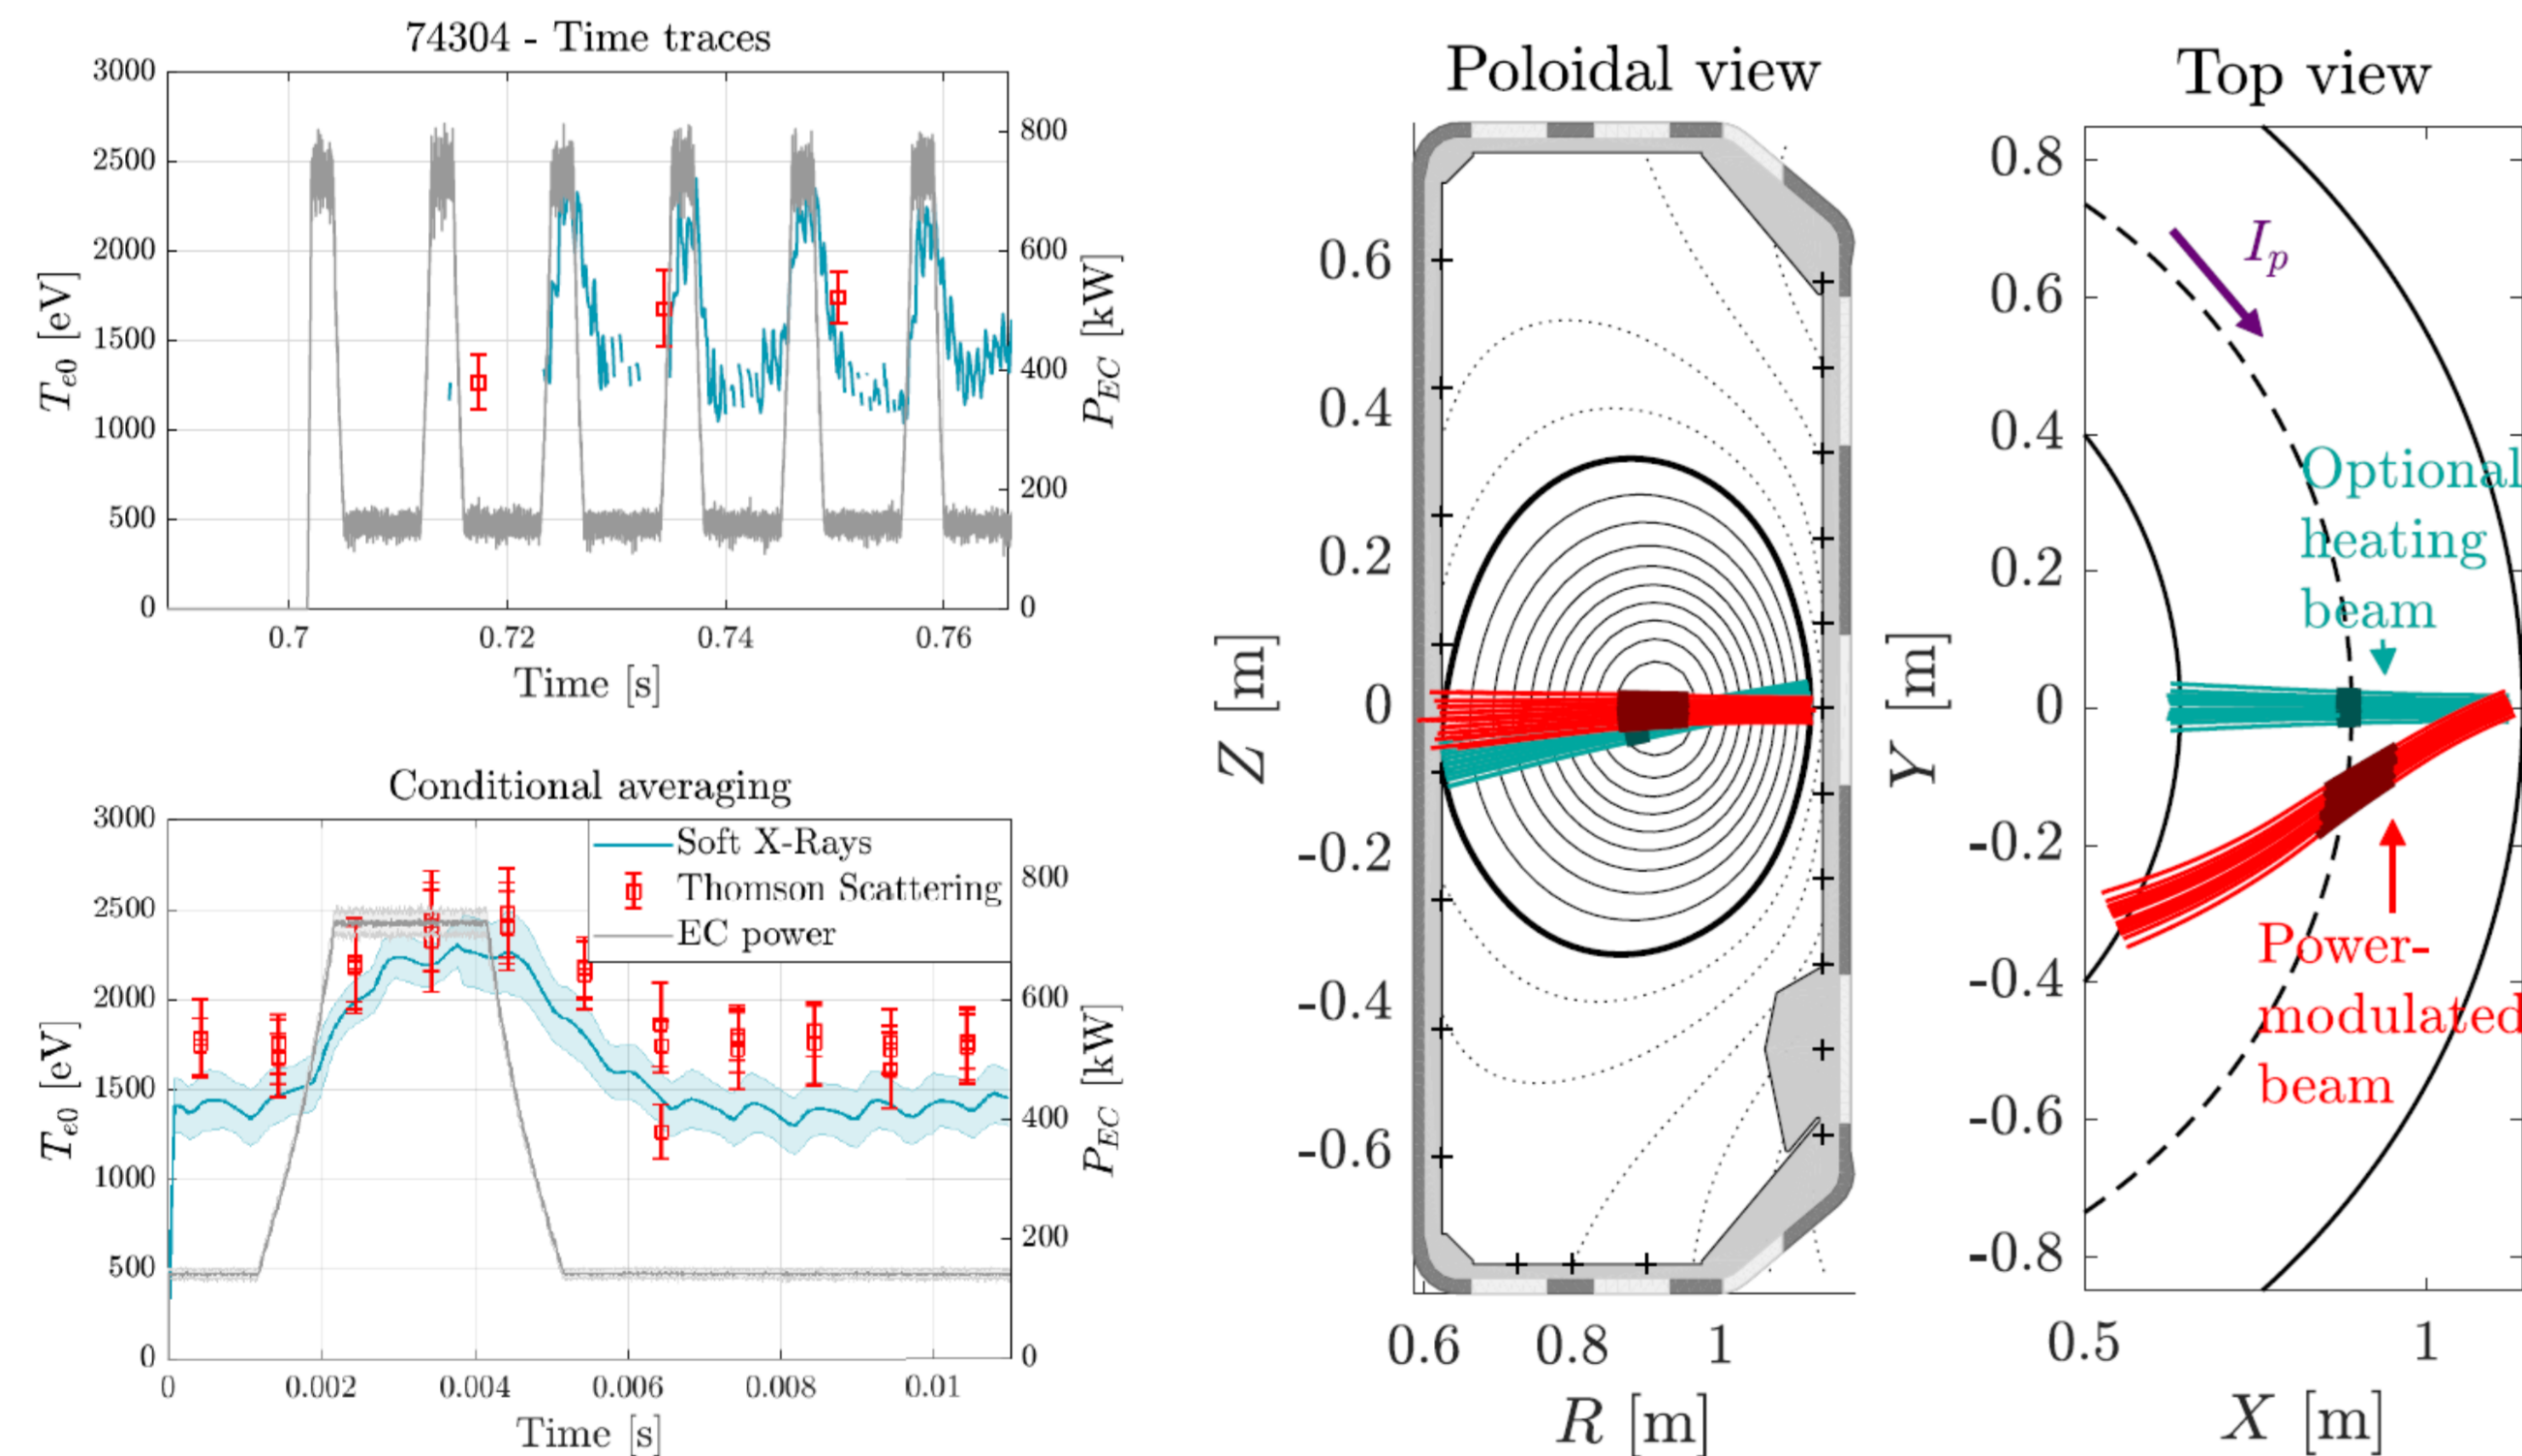 74304 - Time traces
3000
2500
2000
1500
1000
500
0
T_e0 [eV]
800
600
400
200
0
P_EC [kW]
0.7 0.72 0.74 0.76
Time [s]
Conditional averaging
Soft X-Rays
Thomson Scattering
EC power
3000
2500
2000
1500
1000
500
0
T_e0 [eV]
800
600
400
200
0
P_EC [kW]
0 0.002 0.004 0.006 0.008 0.01
Time [s]
Poloidal view
0.6
0.4
0.2
0
-0.2
-0.4
-0.6
Z [m]
0.6 0.8 1
R [m]
Top view
0.8
0.6
0.4
0.2
0
-0.2
-0.4
-0.6
-0.8
Y [m]
I_p
Optional
heating
beam
Power-
modulated
beam
0.5 1
X [m]